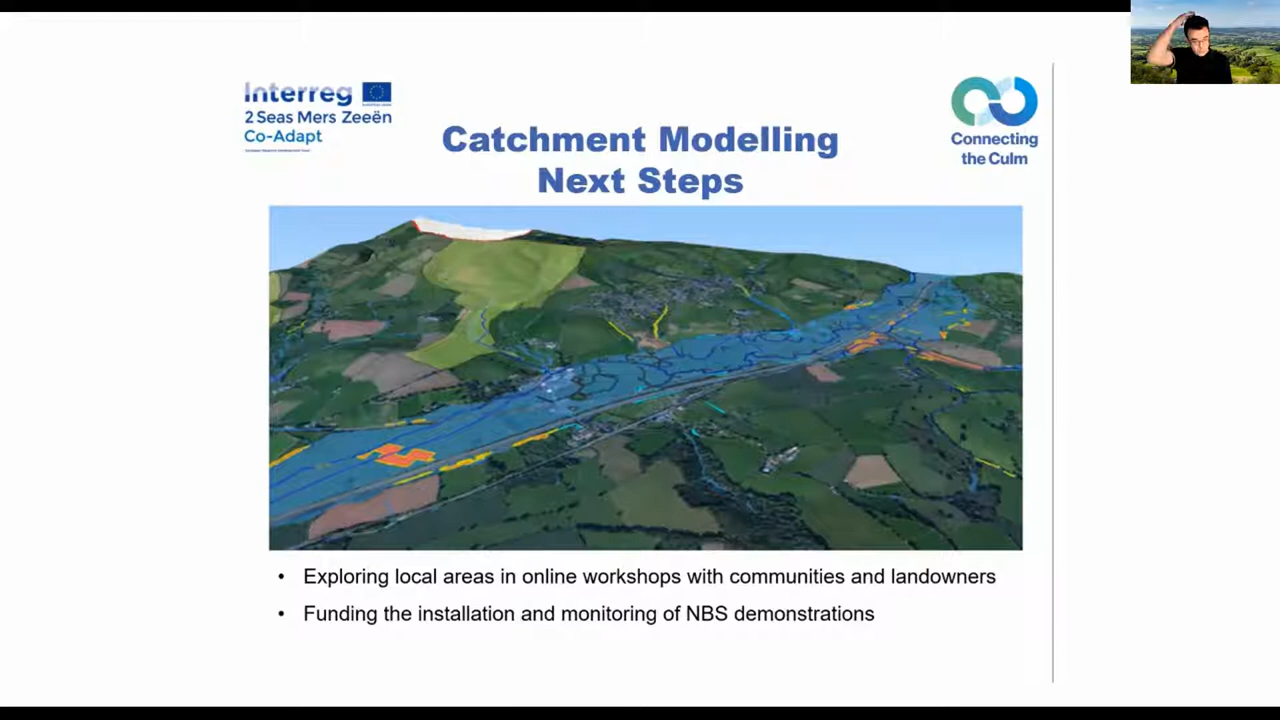 Interreg
2 Seas Mers Zeeën
Co-Adapt
Connecting
the Culm
Catchment Modelling
Next Steps
• Exploring local areas in online workshops with communities and landowners
• Funding the installation and monitoring of NBS demonstrations